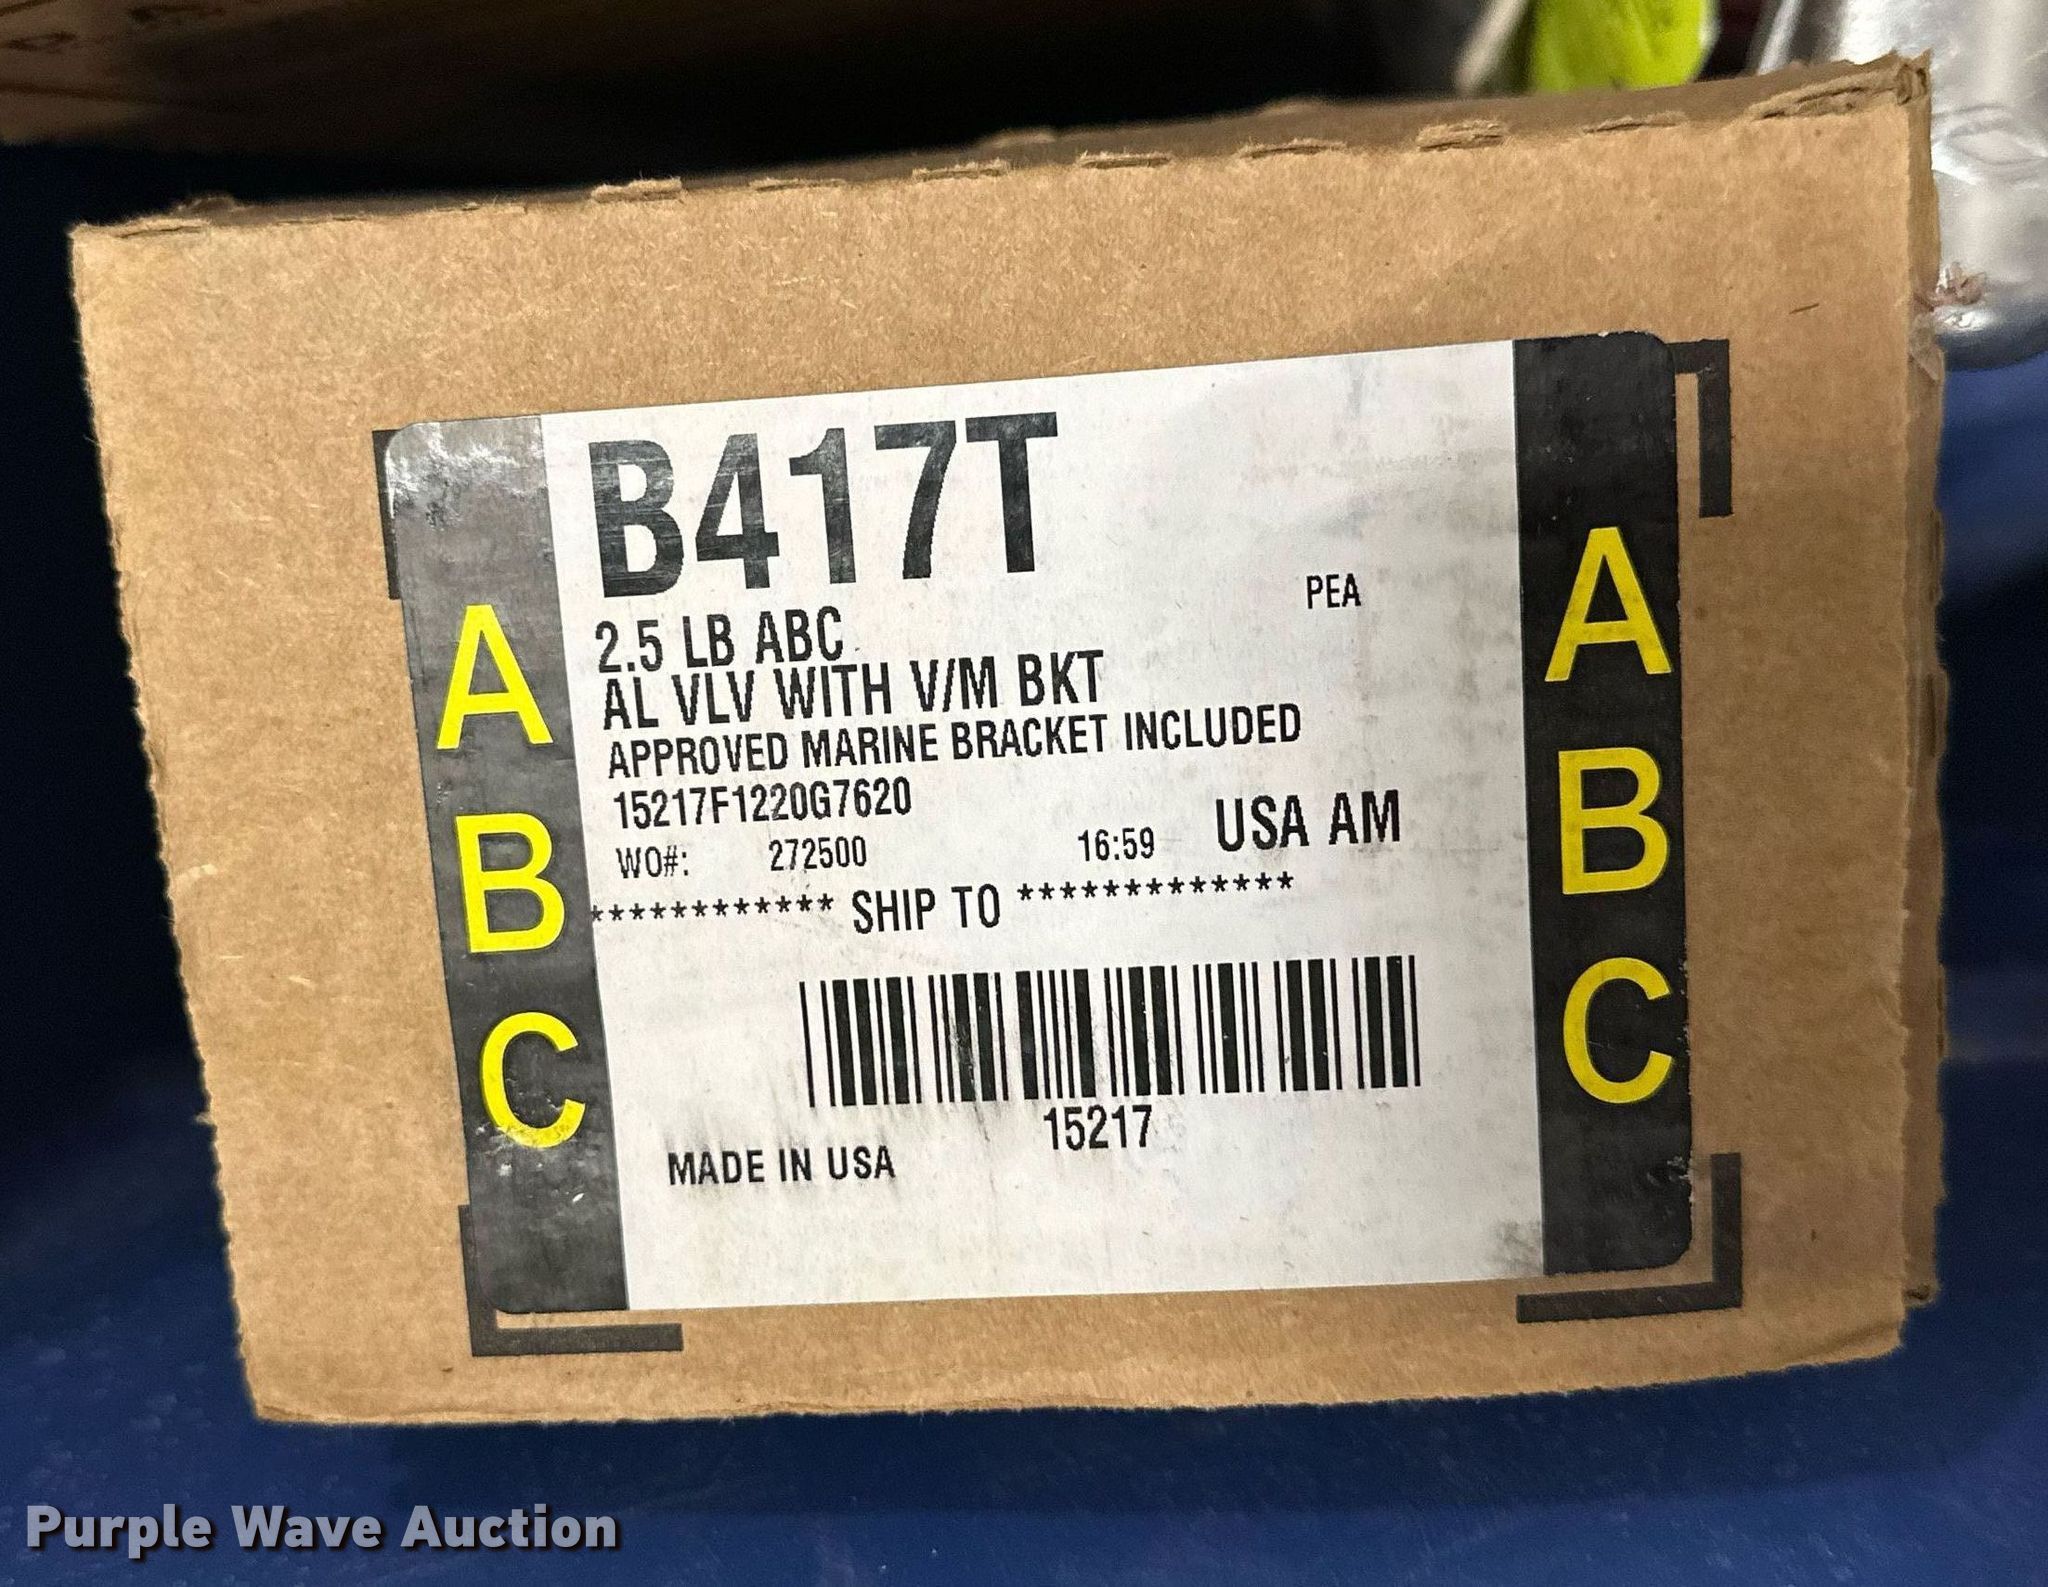 B417T
PEA
2.5 LB ABC
AL VLV WITH V/M BKT
APPROVED MARINE BRACKET INCLUDED
15217F1220G7620
WO#: 272500 16:59 USA AM
************ SHIP TO *************
15217
MADE IN USA
A
B
C
A
B
C
Purple Wave Auction